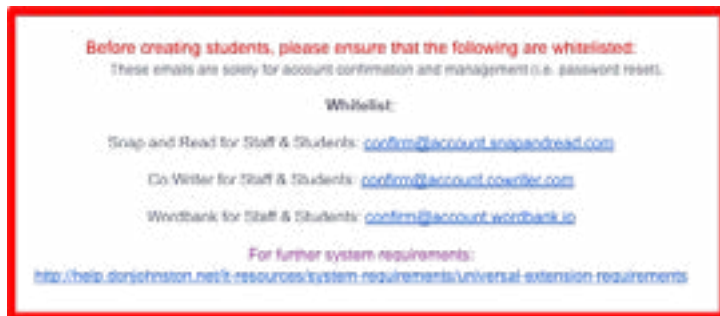 Before creating students, please ensure that the following are whitelisted:
These emails are solely for account confirmation and management (i.e. password reset).
Whitelist:
Snap and Read for Staff & Students: confirm@account.snapandread.com
Co:Writer for Staff & Students: confirm@account.cowriter.com
Wordbank for Staff & Students: confirm@account.wordbank.io
For further system requirements:
http://help.donjohnston.net/it-resources/system-requirements/universal-extension-requirements